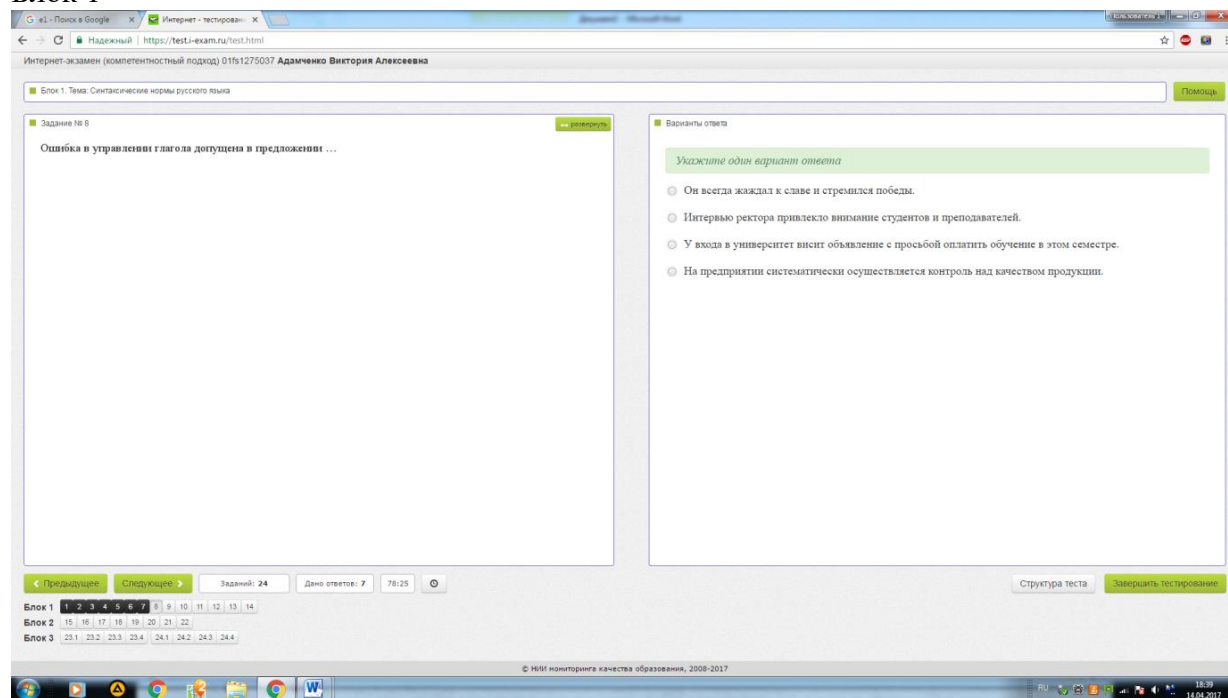 Блок 1
G e1 - Поиск в Google
Интернет - тестирован
Документ2 - Microsoft Word
Надежный | https://test.i-exam.ru/test.html
Интернет-экзамен (компетентностный подход) 01fs1275037 Адамченко Виктория Алексеевна
Блок 1. Тема: Синтаксические нормы русского языка
Помощь
Задание № 8
развернуть
Ошибка в управлении глагола допущена в предложении …
Варианты ответа
Укажите один вариант ответа
Он всегда жаждал к славе и стремился победы.
Интервью ректора привлекло внимание студентов и преподавателей.
У входа в университет висит объявление с просьбой оплатить обучение в этом семестре.
На предприятии систематически осуществляется контроль над качеством продукции.
Предыдущее Следующее Заданий: 24 Дано ответов: 7 78:25 Структура теста Завершить тестирование
Блок 1 1 2 3 4 5 6 7 8 9 10 11 12 13 14
Блок 2 15 16 17 18 19 20 21 22
Блок 3 23.1 23.2 23.3 23.4 24.1 24.2 24.3 24.4
© НИИ мониторинга качества образования, 2008-2017
RU 18:39
14.04.2017